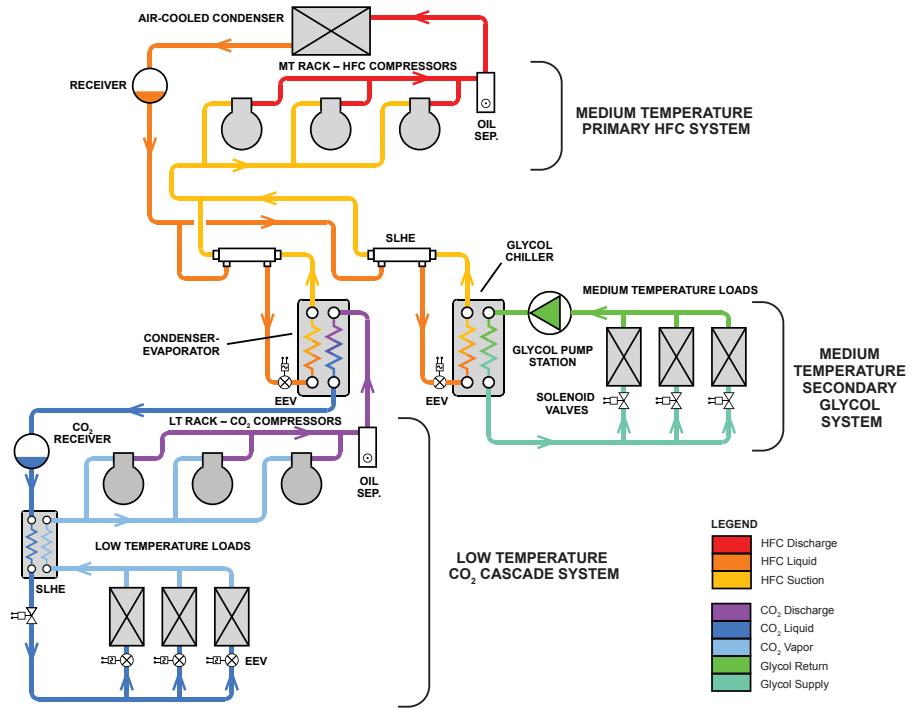 AIR-COOLED CONDENSER
MT RACK – HFC COMPRESSORS
RECEIVER
OIL
SEP.
MEDIUM TEMPERATURE
PRIMARY HFC SYSTEM
SLHE
GLYCOL
CHILLER
MEDIUM TEMPERATURE LOADS
CONDENSER-
EVAPORATOR
GLYCOL PUMP
STATION
EEV
EEV
SOLENOID
VALVES
MEDIUM
TEMPERATURE
SECONDARY
GLYCOL
SYSTEM
CO₂
RECEIVER
LT RACK – CO₂ COMPRESSORS
OIL
SEP.
LOW TEMPERATURE LOADS
SLHE
EEV
LOW TEMPERATURE
CO₂ CASCADE SYSTEM
LEGEND
HFC Discharge
HFC Liquid
HFC Suction
CO₂ Discharge
CO₂ Liquid
CO₂ Vapor
Glycol Return
Glycol Supply